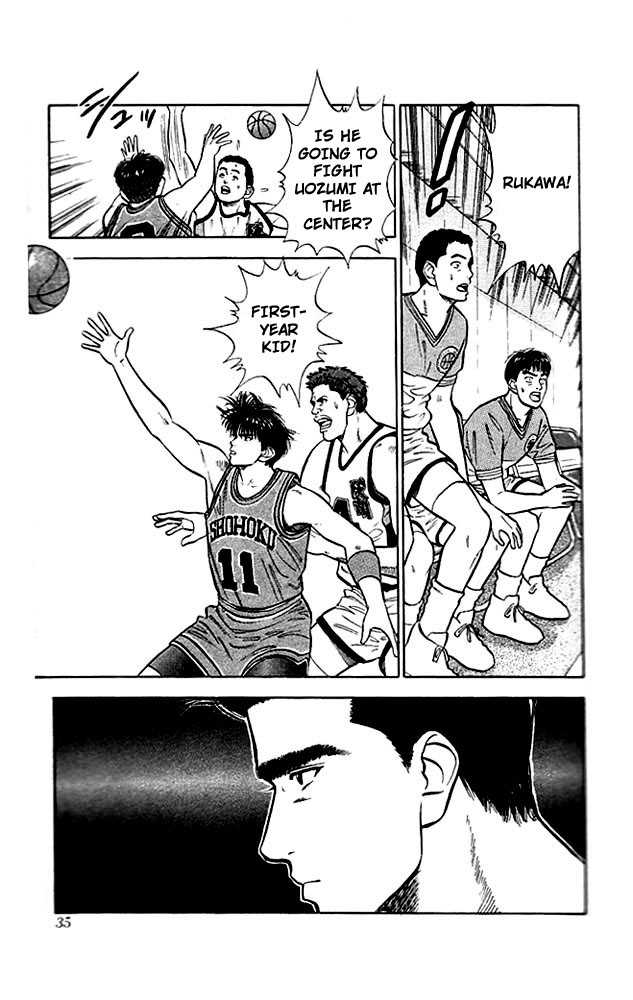 RUKAWA!
!
IS HE
GOING TO
FIGHT
UOZUMI AT
THE
CENTER?
シュッ
FIRST-
YEAR
KID!
SHOHOKU
11
35